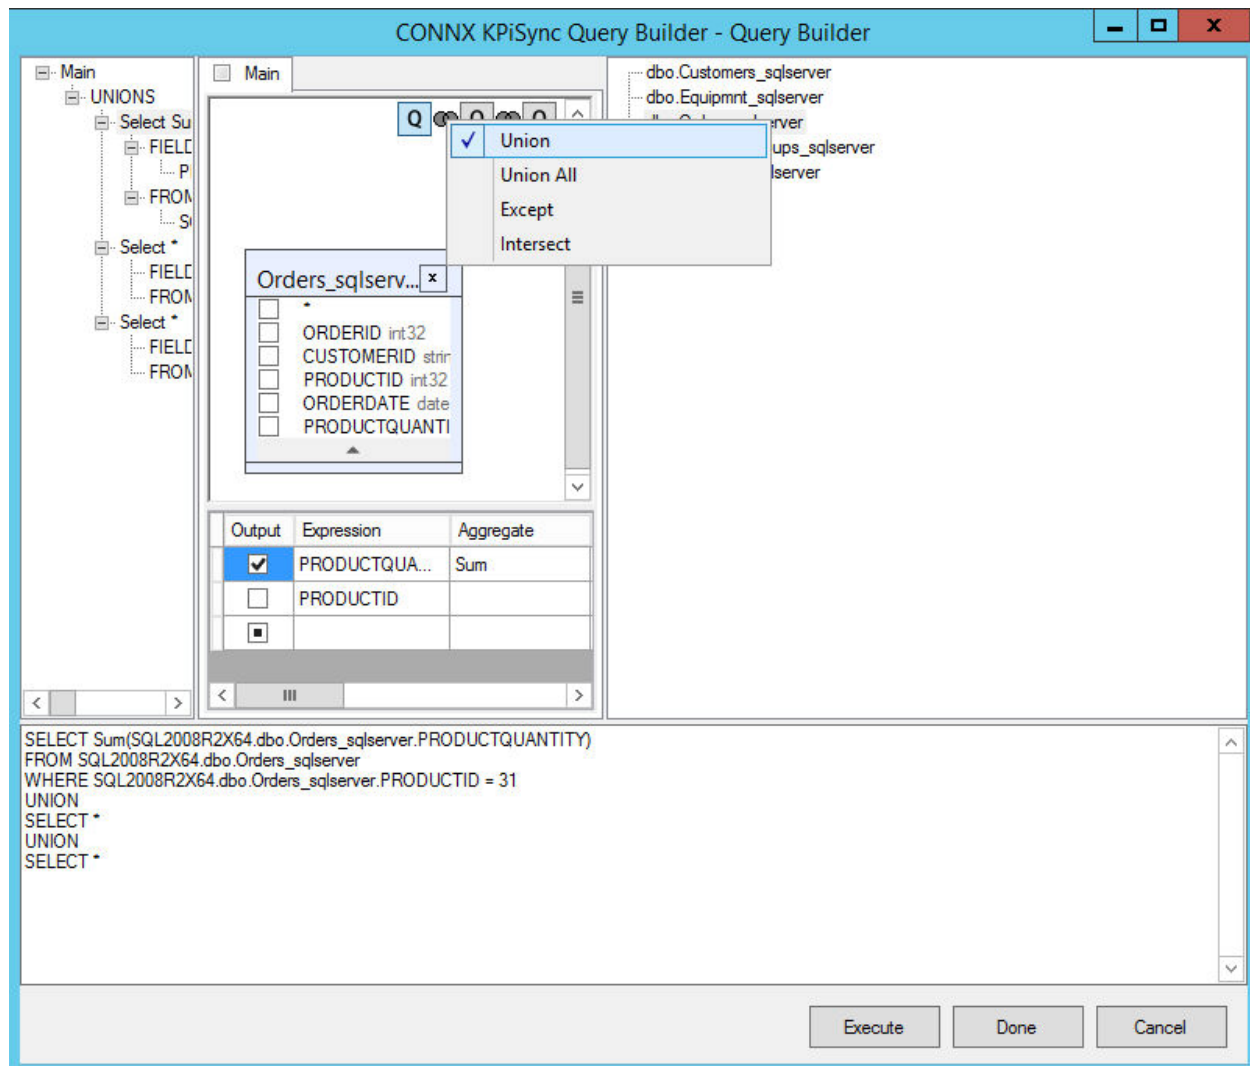 CONNX KPiSync Query Builder - Query Builder
x
Main
UNIONS
Select Su
FIELD
P
FROM
Select *
FIELD
FROM
Select *
FIELD
FROM
Main
Q
Q
Q
Union
Union All
Except
Intersect
Orders_sqlserv... x
*
ORDERID int32
CUSTOMERID strin
PRODUCTID int32
ORDERDATE date
PRODUCTQUANTI
Output Expression Aggregate
PRODUCTQUA... Sum
PRODUCTID
dbo.Customers_sqlserver
dbo.Equipmnt_sqlserver
erver
ups_sqlserver
lserver
SELECT Sum(SQL2008R2X64.dbo.Orders_sqlserver.PRODUCTQUANTITY)
FROM SQL2008R2X64.dbo.Orders_sqlserver
WHERE SQL2008R2X64.dbo.Orders_sqlserver.PRODUCTID = 31
UNION
SELECT *
UNION
SELECT *
Execute Done Cancel